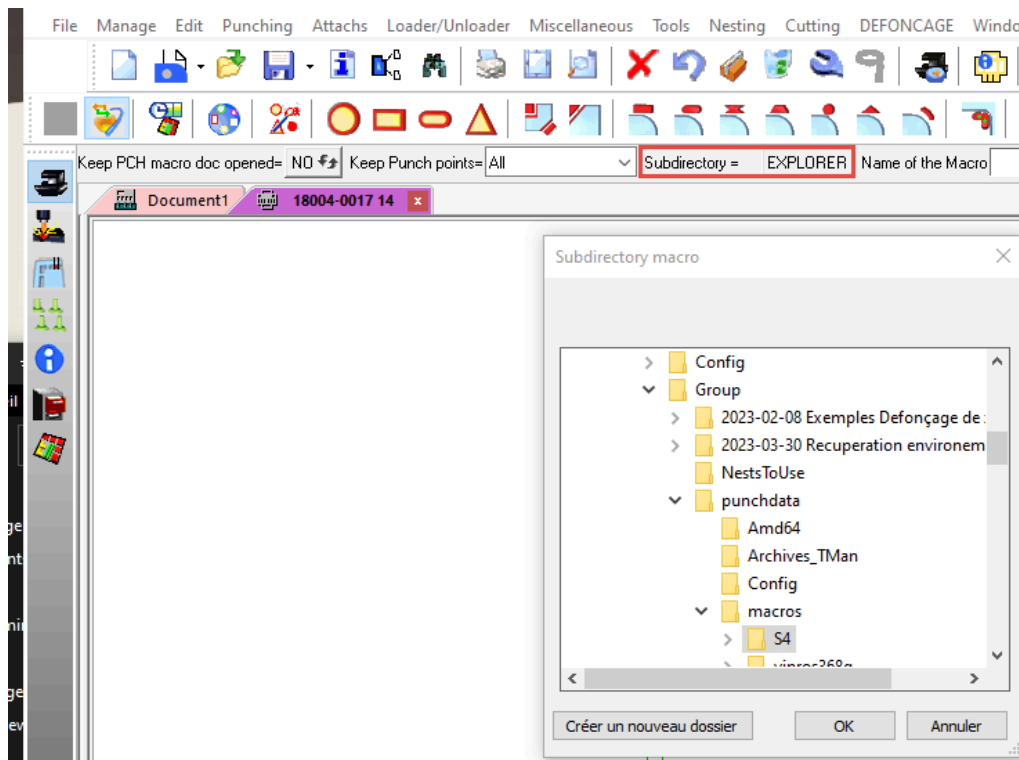 File Manage Edit Punching Attachs Loader/Unloader Miscellaneous Tools Nesting Cutting DEFONCAGE Windo
Keep PCH macro doc opened= NO Keep Punch points= All Subdirectory = EXPLORER Name of the Macro
Document1 18004-0017 14 x
Subdirectory macro
Config
Group
2023-02-08 Exemples Defonçage de
2023-03-30 Recuperation environem
NestsToUse
punchdata
Amd64
Archives_TMan
Config
macros
S4
Créer un nouveau dossier OK Annuler